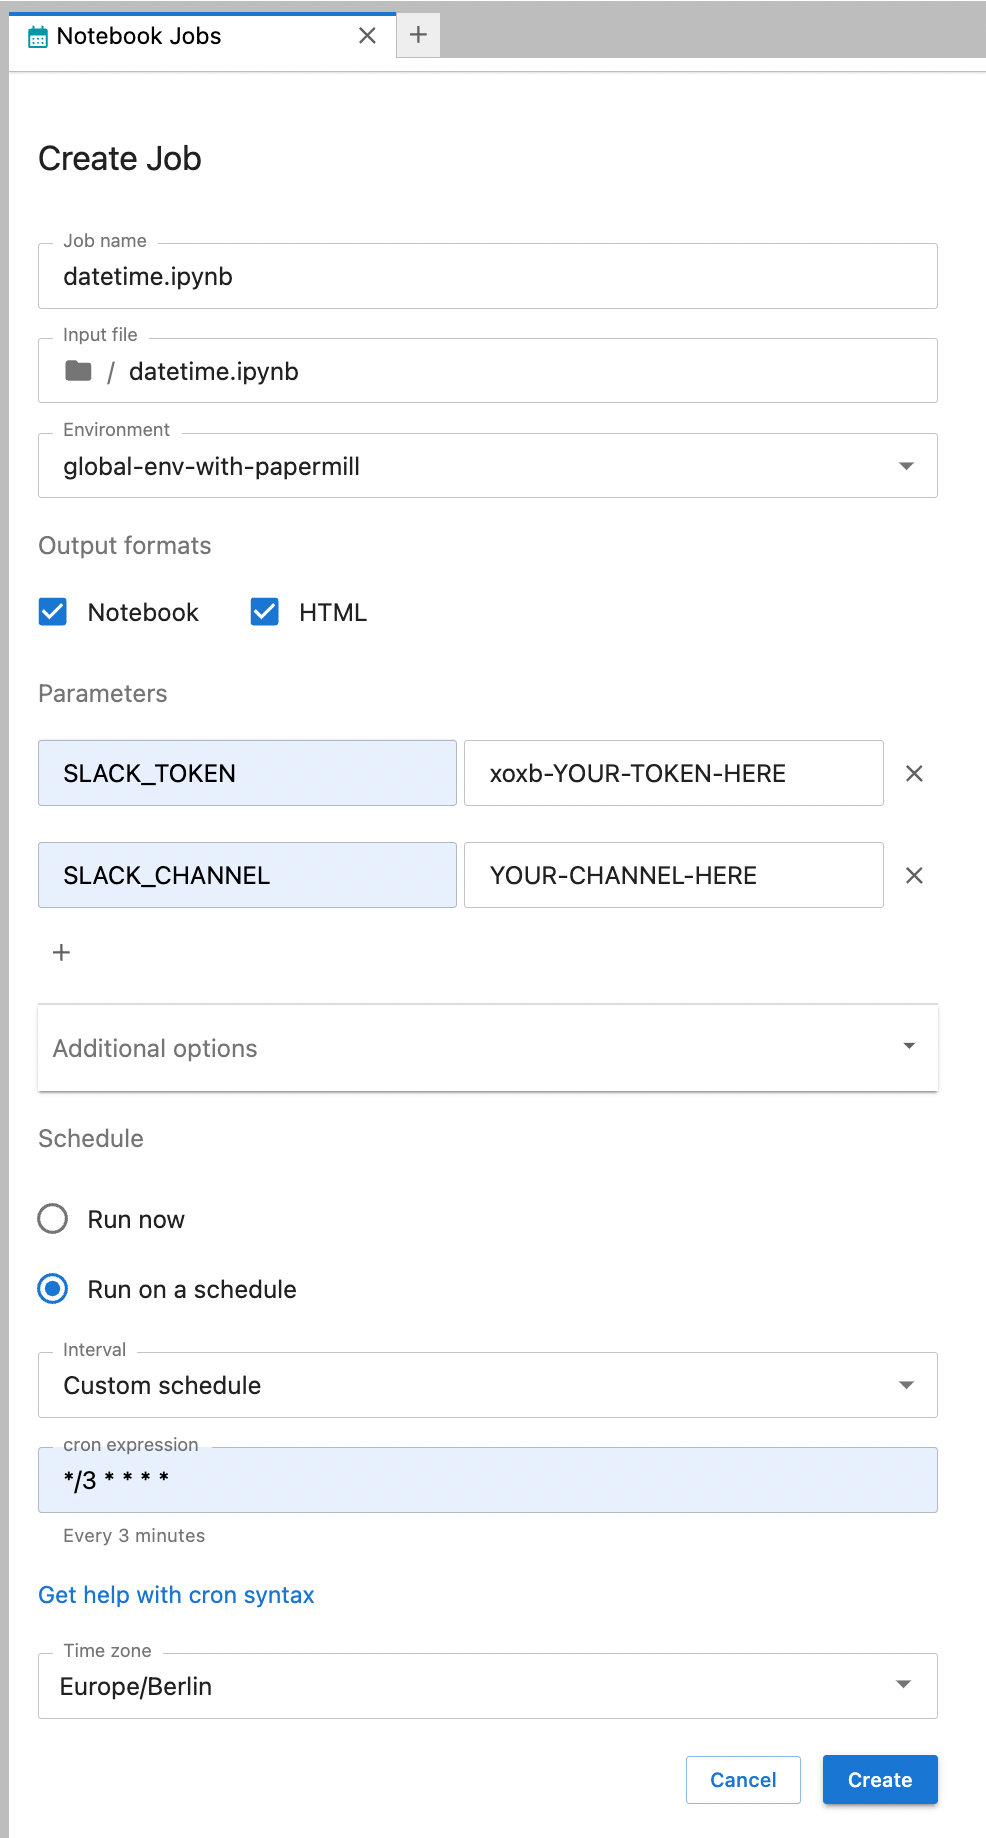 Notebook Jobs
Create Job
Job name
datetime.ipynb
Input file
/ datetime.ipynb
Environment
global-env-with-papermill
Output formats
Notebook HTML
Parameters
SLACK_TOKEN xoxb-YOUR-TOKEN-HERE
SLACK_CHANNEL YOUR-CHANNEL-HERE
Additional options
Schedule
Run now
Run on a schedule
Interval
Custom schedule
cron expression
*/3 * * * *
Every 3 minutes
Get help with cron syntax
Time zone
Europe/Berlin
Cancel Create